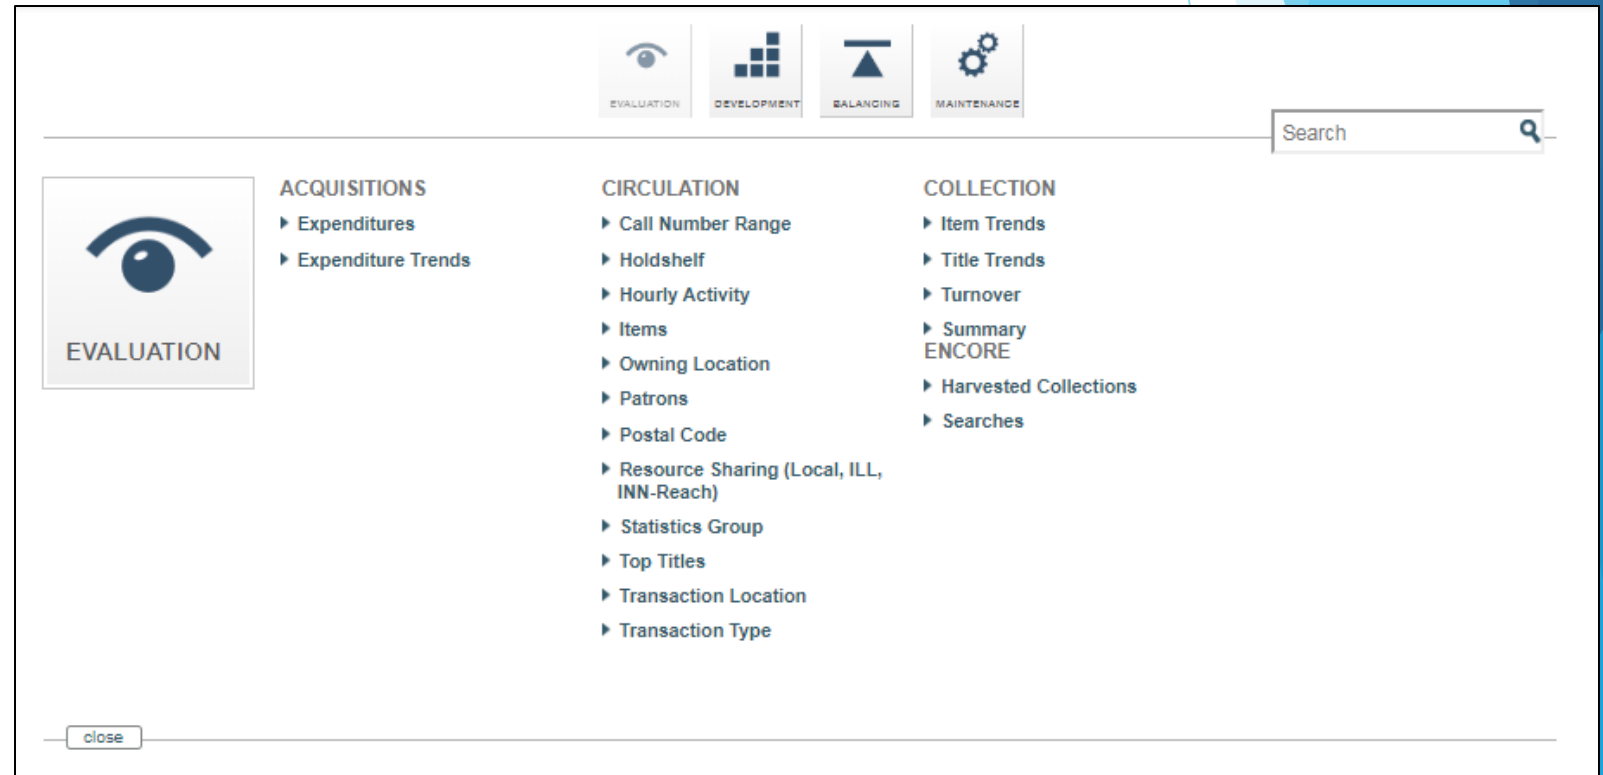 EVALUATION
DEVELOPMENT
BALANCING
MAINTENANCE
Search
EVALUATION
ACQUISITIONS
Expenditures
Expenditure Trends
CIRCULATION
Call Number Range
Holdshelf
Hourly Activity
Items
Owning Location
Patrons
Postal Code
Resource Sharing (Local, ILL,
INN-Reach)
Statistics Group
Top Titles
Transaction Location
Transaction Type
COLLECTION
Item Trends
Title Trends
Turnover
Summary
ENCORE
Harvested Collections
Searches
close